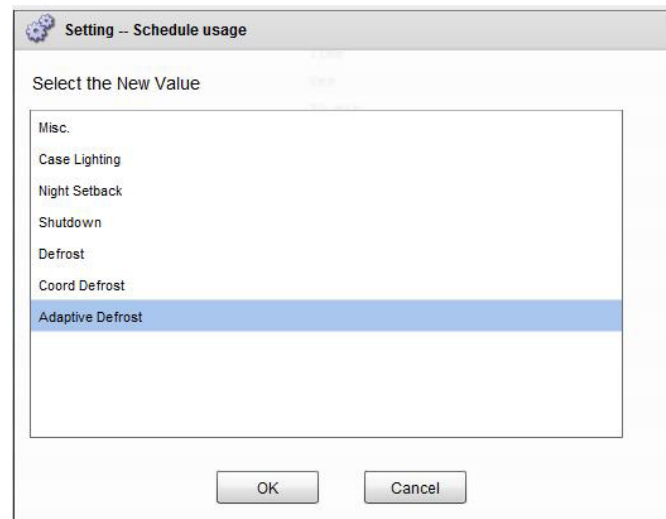 Setting -- Schedule usage
Select the New Value
Misc.
Case Lighting
Night Setback
Shutdown
Defrost
Coord Defrost
Adaptive Defrost
OK
Cancel